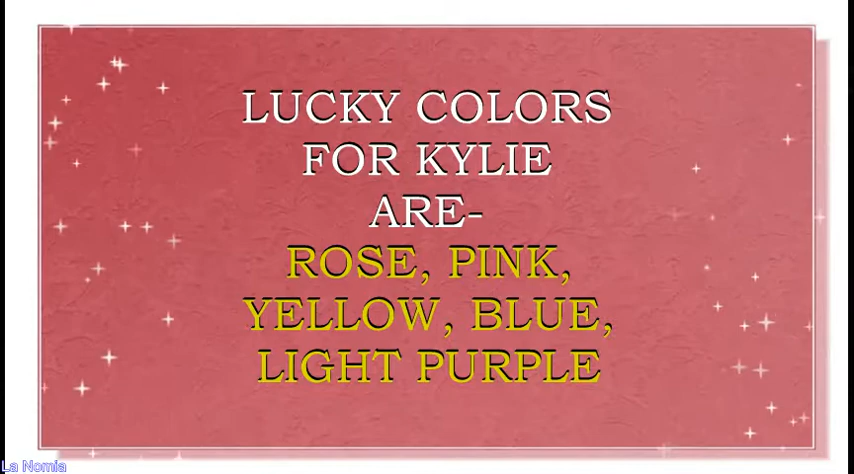 LUCKY COLORS
FOR KYLIE
ARE-
ROSE, PINK,
YELLOW, BLUE,
LIGHT PURPLE
La Nomia